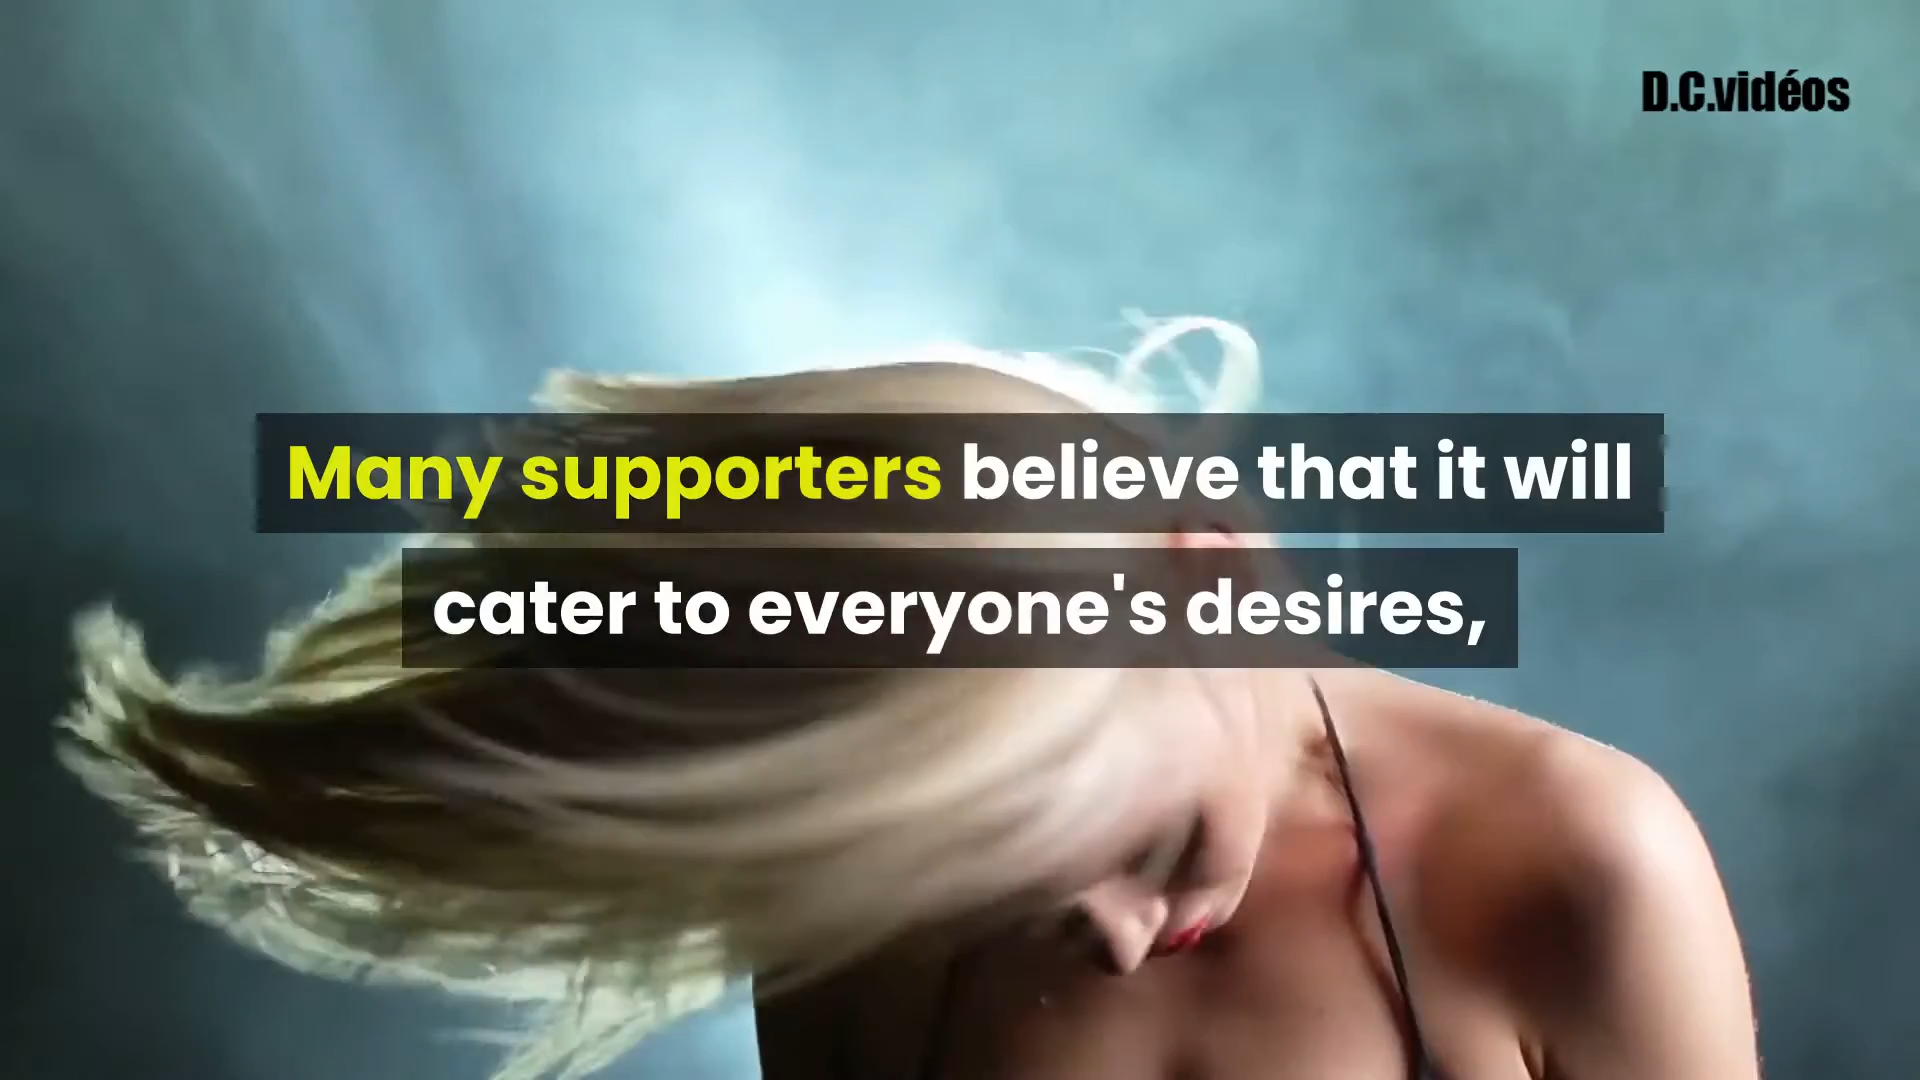 D.C.vidéos
Many supporters believe that it will
cater to everyone's desires,